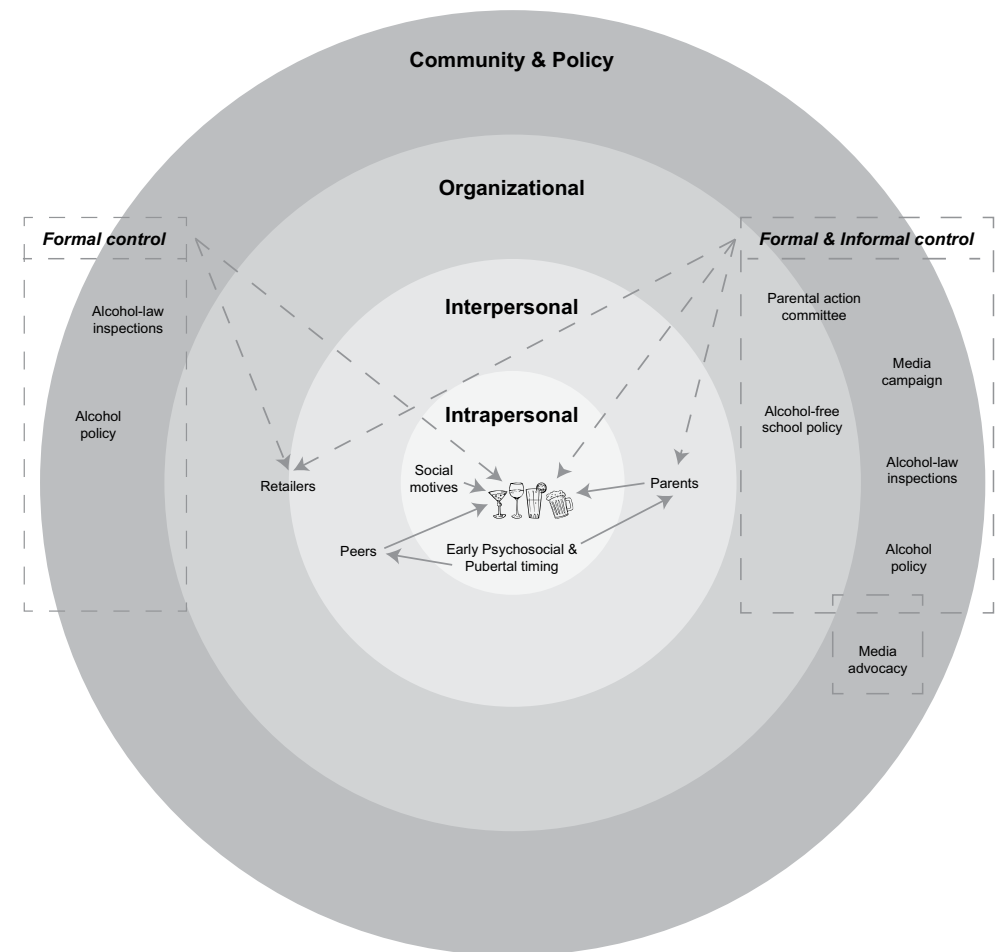 Community & Policy
Organizational
Formal control
Formal & Informal control
Parental action
committee
Interpersonal
Alcohol-law
inspections
Media
campaign
Alcohol
policy
Intrapersonal
Alcohol-free
school policy
Social
motives
Alcohol-law
inspections
Retailers
Parents
Peers
Early Psychosocial &
Pubertal timing
Alcohol
policy
Media
advocacy